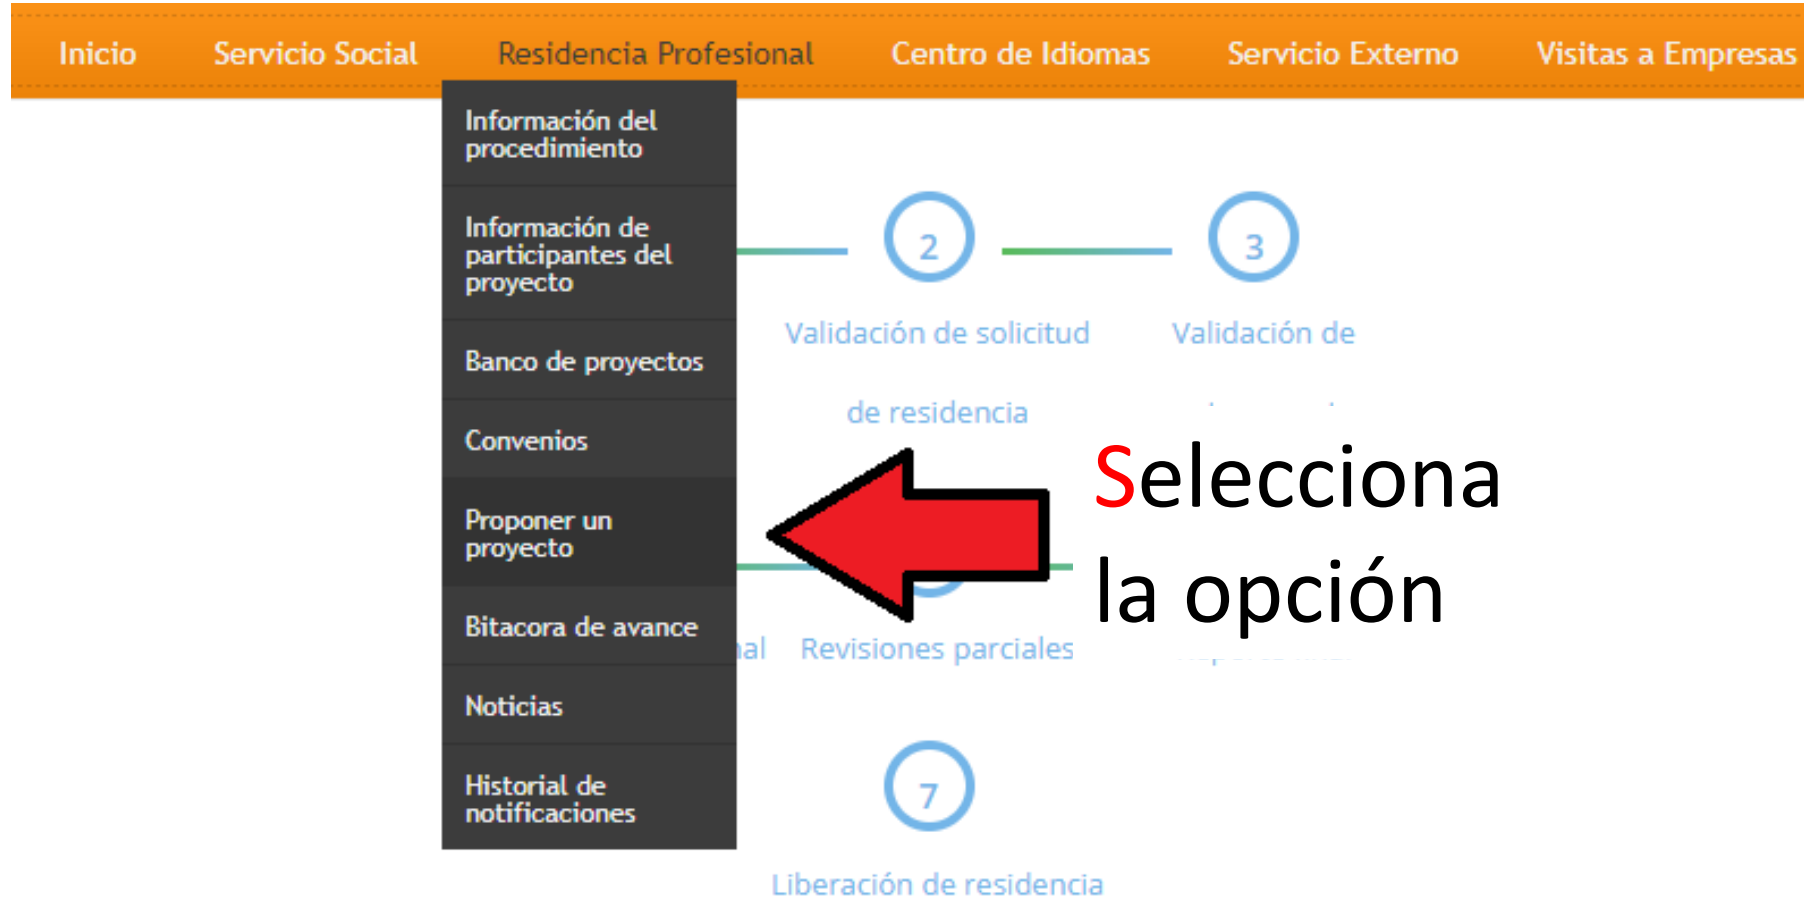 Inicio Servicio Social Residencia Profesional Centro de Idiomas Servicio Externo Visitas a Empresas
Información del
procedimiento
Información de
participantes del
proyecto
Banco de proyectos
Convenios
Proponer un
proyecto
Bitacora de avance
Noticias
Historial de
notificaciones
2
Validación de solicitud
de residencia
3
Validación de
Selecciona
la opción
nal
Revisiones parciales
7
Liberación de residencia